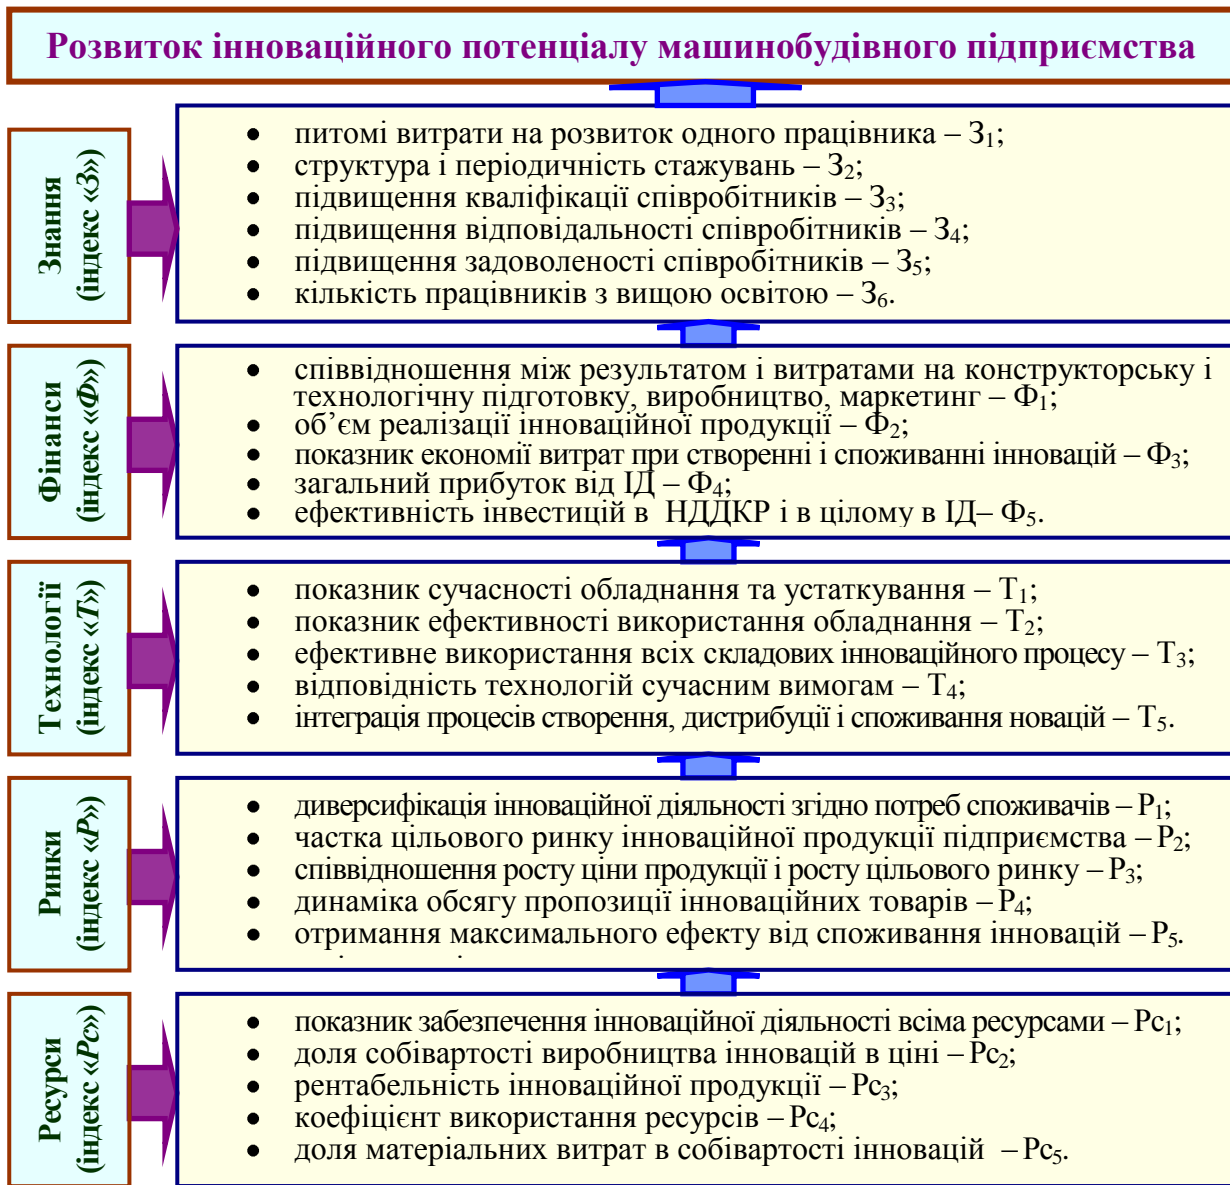 Розвиток інноваційного потенціалу машинобудівного підприємства
Знання
(індекс «З»)
• питомі витрати на розвиток одного працівника – З₁;
• структура і періодичність стажувань – З₂;
• підвищення кваліфікації співробітників – З₃;
• підвищення відповідальності співробітників – З₄;
• підвищення задоволеності співробітників – З₅;
• кількість працівників з вищою освітою – З₆.
Фінанси
(індекс «Ф»)
• співвідношення між результатом і витратами на конструкторську і
технологічну підготовку, виробництво, маркетинг – Ф₁;
• об’єм реалізації інноваційної продукції – Ф₂;
• показник економії витрат при створенні і споживанні інновацій – Ф₃;
• загальний прибуток від ІД – Ф₄;
• ефективність інвестицій в НДДКР і в цілому в ІД– Ф₅.
Технології
(індекс «Т»)
• показник сучасності обладнання та устаткування – Т₁;
• показник ефективності використання обладнання – Т₂;
• ефективне використання всіх складових інноваційного процесу – Т₃;
• відповідність технологій сучасним вимогам – Т₄;
• інтеграція процесів створення, дистрибуції і споживання новацій – Т₅.
Ринки
(індекс «Р»)
• диверсифікація інноваційної діяльності згідно потреб споживачів – Р₁;
• частка цільового ринку інноваційної продукції підприємства – Р₂;
• співвідношення росту ціни продукції і росту цільового ринку – Р₃;
• динаміка обсягу пропозиції інноваційних товарів – Р₄;
• отримання максимального ефекту від споживання інновацій – Р₅.
Ресурси
(індекс «Рс»)
• показник забезпечення інноваційної діяльності всіма ресурсами – Рс₁;
• доля собівартості виробництва інновацій в ціні – Рс₂;
• рентабельність інноваційної продукції – Рс₃;
• коефіцієнт використання ресурсів – Рс₄;
• доля матеріальних витрат в собівартості інновацій – Рс₅.